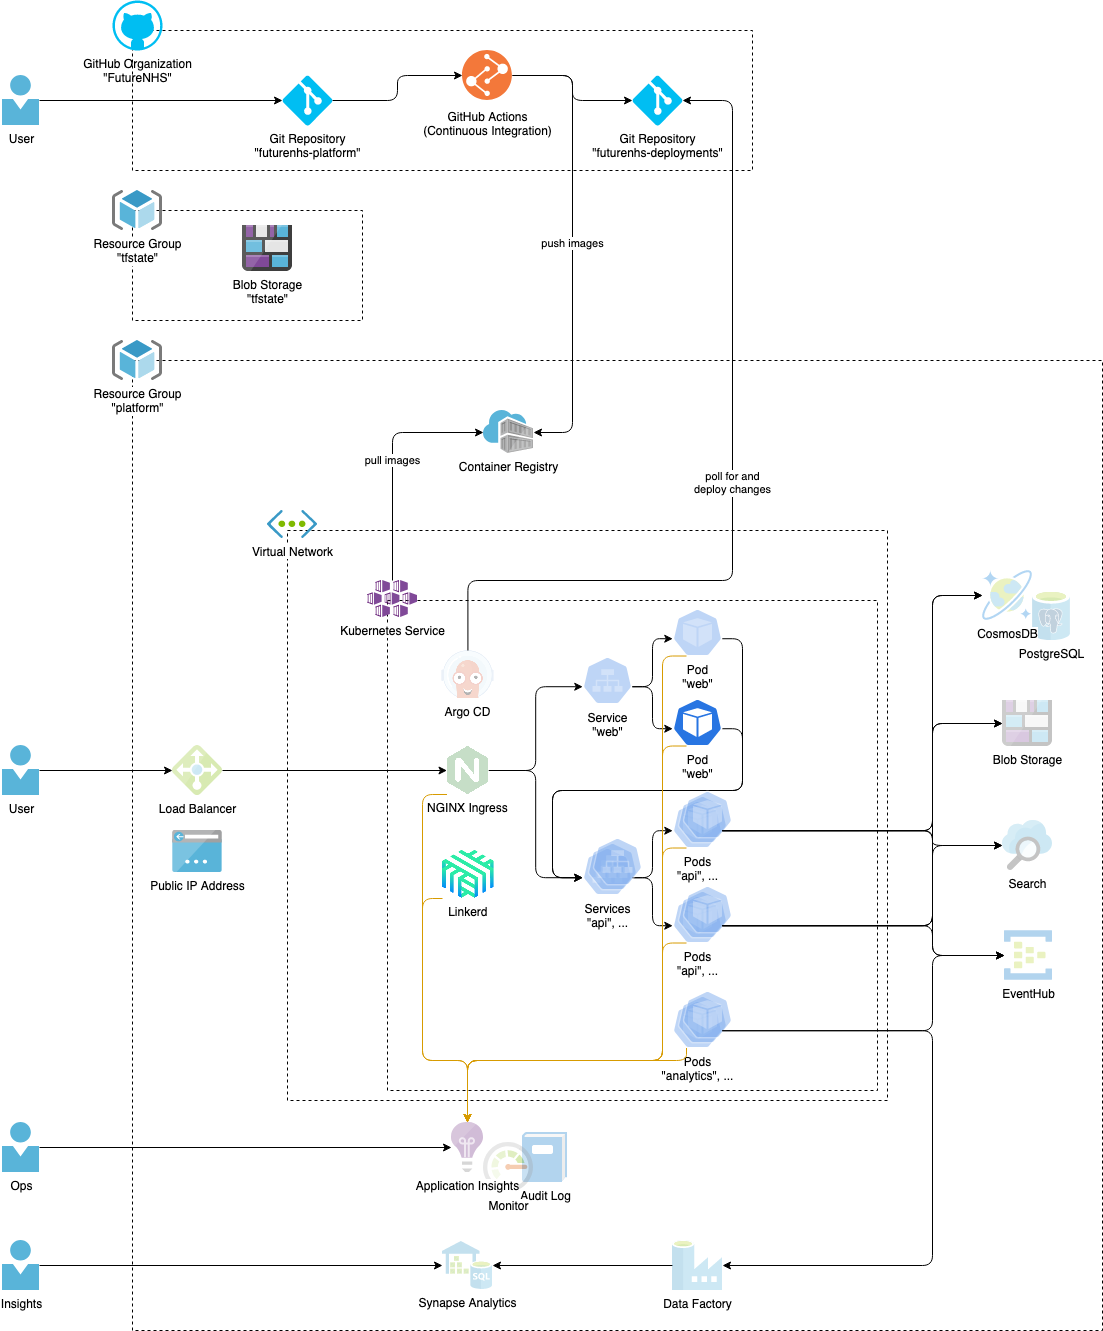 GitHub Organization
"FutureNHS"
User
Git Repository
"futurenhs-platform"
GitHub Actions
(Continuous Integration)
Git Repository
"futurenhs-deployments"
Resource Group
"tfstate"
Blob Storage
"tfstate"
push images
Resource Group
"platform"
Container Registry
pull images
poll for and
deploy changes
Virtual Network
Kubernetes Service
Argo CD
Service
"web"
Pod
"web"
Pod
"web"
CosmosDB
PostgreSQL
Blob Storage
User
Load Balancer
NGINX Ingress
Public IP Address
Linkerd
Services
"api", ...
Pods
"api", ...
Pods
"api", ...
Search
EventHub
Pods
"analytics", ...
Ops
Application Insights
Monitor
Audit Log
Insights
SQL
Synapse Analytics
Data Factory